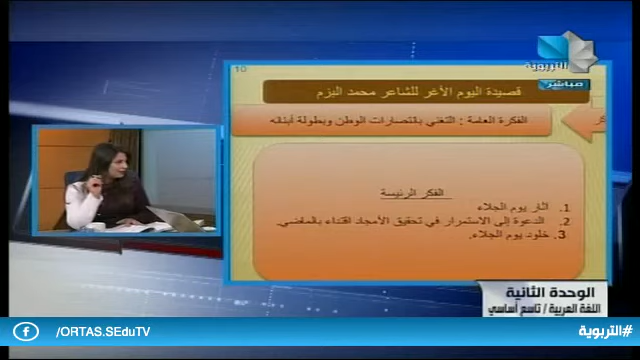 التربوية
مباشر
10
قصيدة اليوم الأغر للشاعر محمد البزم
الفكرة العامة : التغني بانتصارات الوطن وبطولة أبنائه
الفكر الرئيسة
1. آثار يوم الجلاء
2. الدعوة إلى الاستمرار في تحقيق الأمجاد اقتداء بالماضي.
3. خلود يوم الجلاء.
الوحدة الثانية
اللغة العربية / تاسع أساسي
/ORTAS.SEduTV
#التربوية